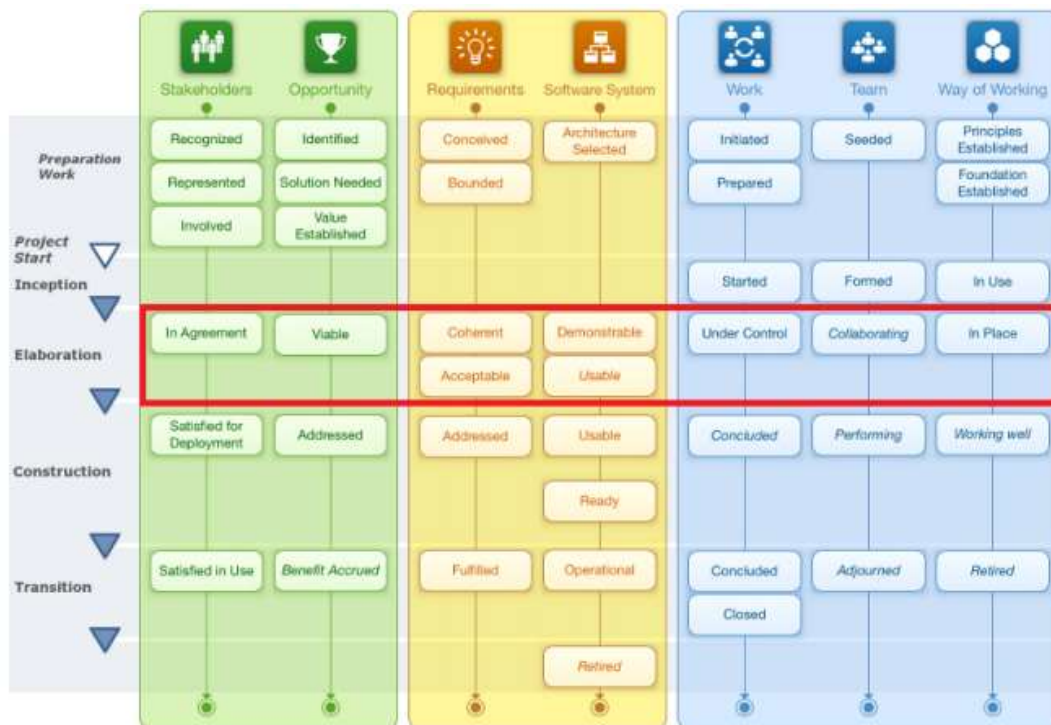 Stakeholders
Opportunity
Requirements
Software System
Work
Team
Way of Working
Preparation
Work
Recognized
Identified
Conceived
Architecture
Selected
Initiated
Seeded
Principles
Established
Represented
Solution Needed
Bounded
Prepared
Foundation
Established
Involved
Value
Established
Project
Start
Inception
Started
Formed
In Use
Elaboration
In Agreement
Viable
Coherent
Demonstrable
Under Control
Collaborating
In Place
Acceptable
Usable
Construction
Satisfied for
Deployment
Addressed
Addressed
Usable
Concluded
Performing
Working well
Ready
Transition
Satisfied in Use
Benefit Accrued
Fulfilled
Operational
Concluded
Adjourned
Retired
Closed
Retired